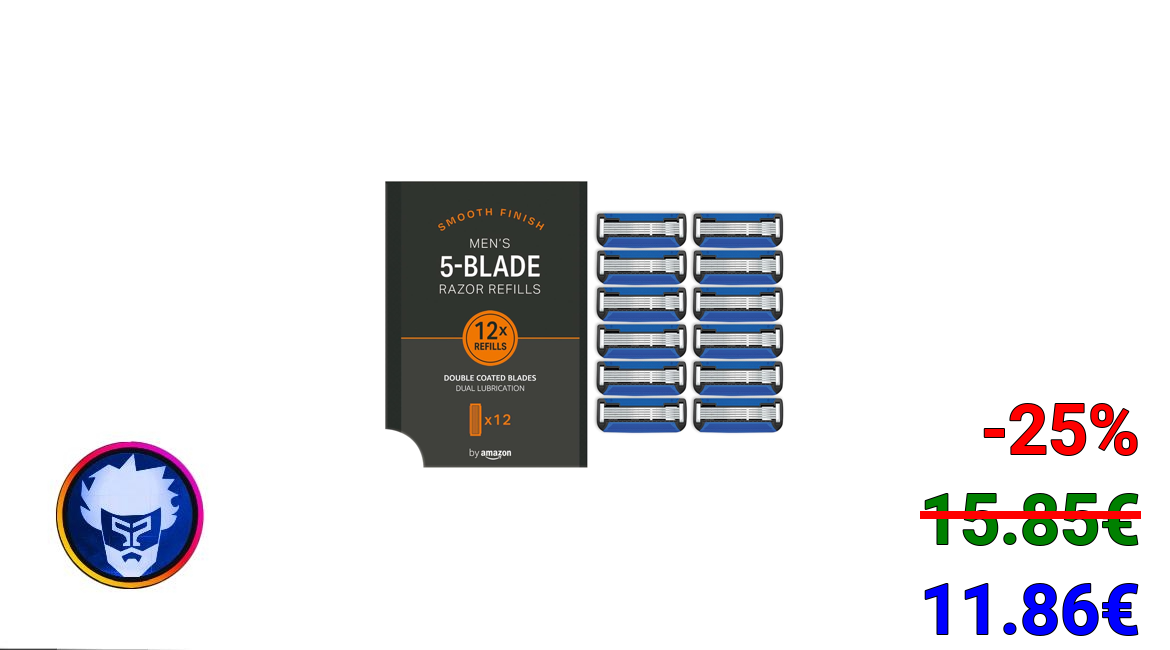 SMOOTH FINISH
MEN'S
5-BLADE
RAZOR REFILLS
12x
REFILLS
DOUBLE COATED BLADES
DUAL LUBRICATION
x12
by amazon
-25%
15.85€
11.86€